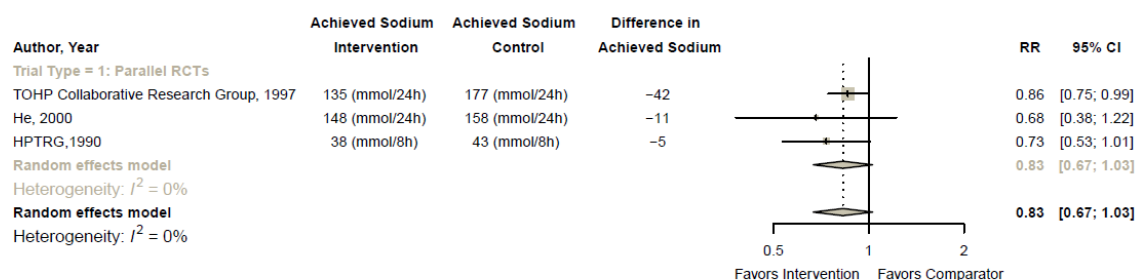 Achieved Sodium Achieved Sodium Difference in
Author, Year Intervention Control Achieved Sodium RR 95% CI
Trial Type = 1: Parallel RCTs
TOHP Collaborative Research Group, 1997 135 (mmol/24h) 177 (mmol/24h) −42 0.86 [0.75; 0.99]
He, 2000 148 (mmol/24h) 158 (mmol/24h) −11 0.68 [0.38; 1.22]
HPTRG,1990 38 (mmol/8h) 43 (mmol/8h) −5 0.73 [0.53; 1.01]
Random effects model 0.83 [0.67; 1.03]
Heterogeneity: I² = 0%
Random effects model 0.83 [0.67; 1.03]
Heterogeneity: I² = 0%
0.5 1 2
Favors Intervention Favors Comparator